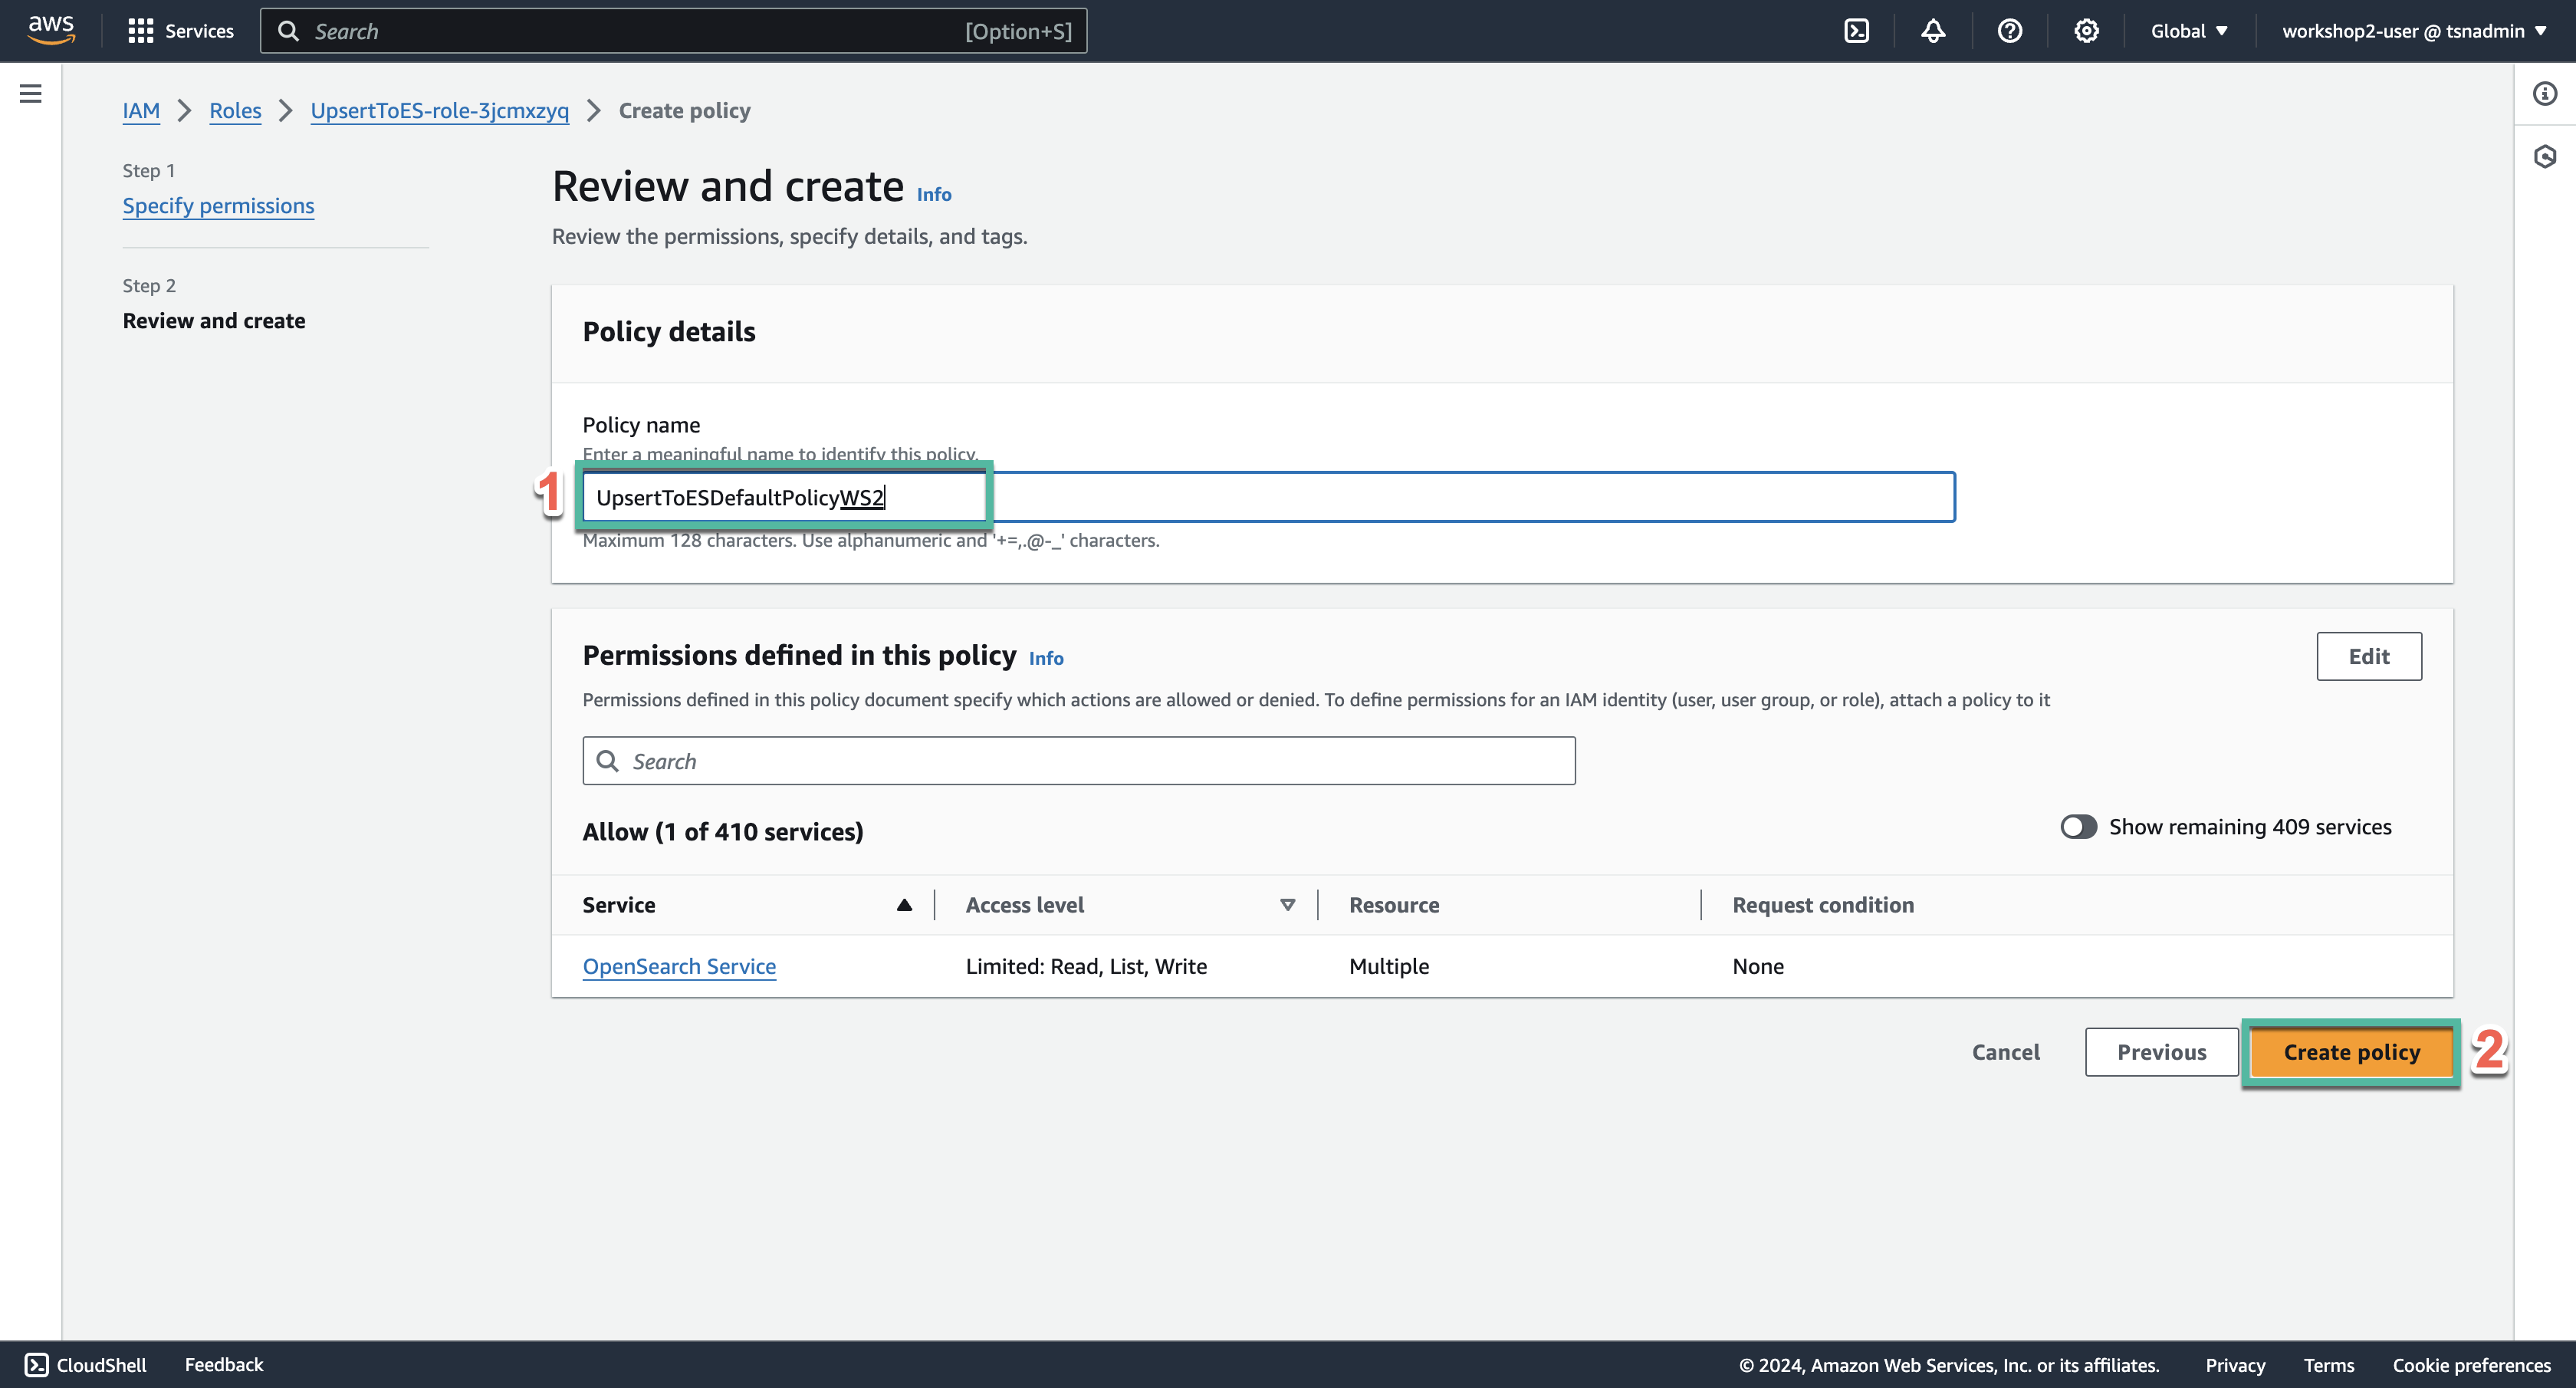 aws
Services
Search
[Option+S]
Global
workshop2-user @ tsnadmin
IAM
Roles
UpsertToES-role-3jcmxzyq
Create policy
Step 1
Specify permissions
Step 2
Review and create
Review and create Info
Review the permissions, specify details, and tags.
Policy details
Policy name
Enter a meaningful name to identify this policy.
1
UpsertToESDefaultPolicyWS2
Maximum 128 characters. Use alphanumeric and '+=,.@-_' characters.
Permissions defined in this policy Info
Edit
Permissions defined in this policy document specify which actions are allowed or denied. To define permissions for an IAM identity (user, user group, or role), attach a policy to it
Search
Allow (1 of 410 services)
Show remaining 409 services
Service
Access level
Resource
Request condition
OpenSearch Service
Limited: Read, List, Write
Multiple
None
Cancel
Previous
Create policy
2
CloudShell
Feedback
© 2024, Amazon Web Services, Inc. or its affiliates.
Privacy
Terms
Cookie preferences